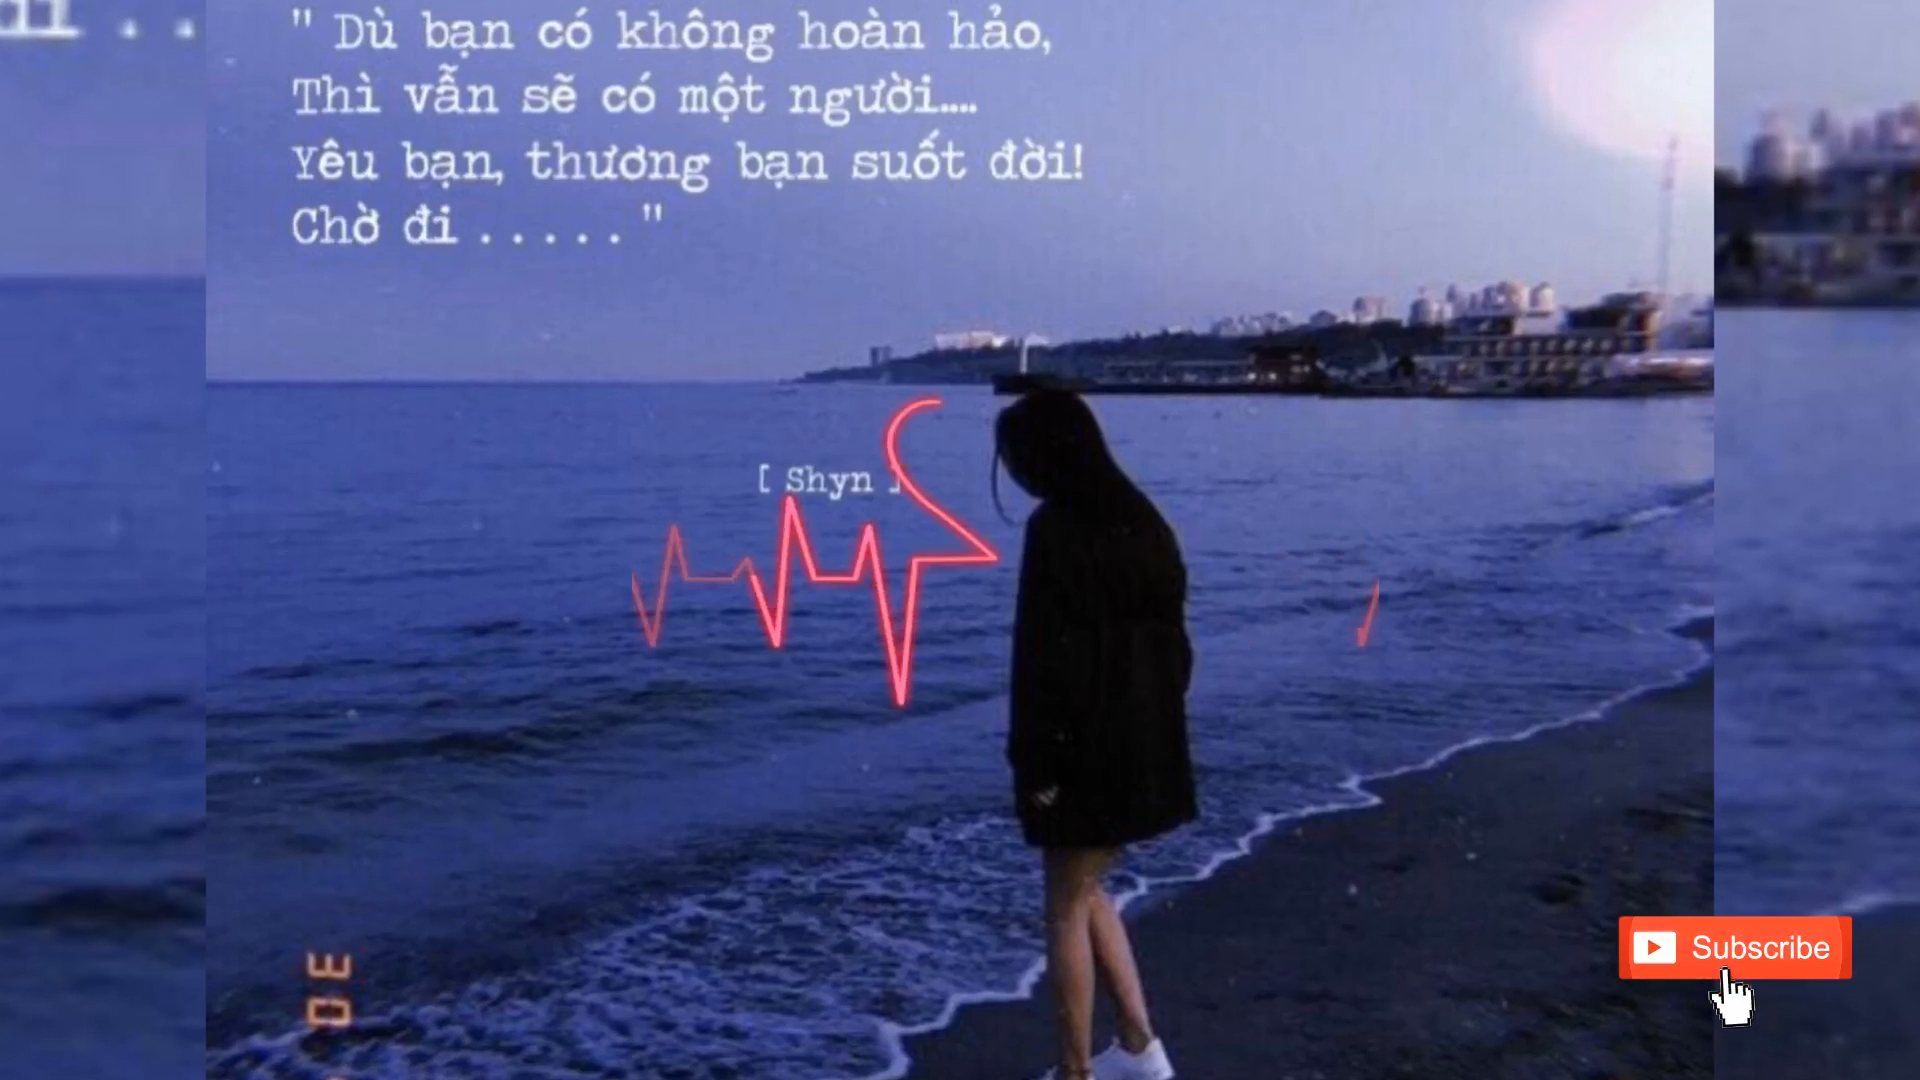 " Dù bạn có không hoàn hảo,
Thì vẫn sẽ có một người....
Yêu bạn, thương bạn suốt đời!
Chờ đi . . . . . "
[ Shyn ]
Subscribe